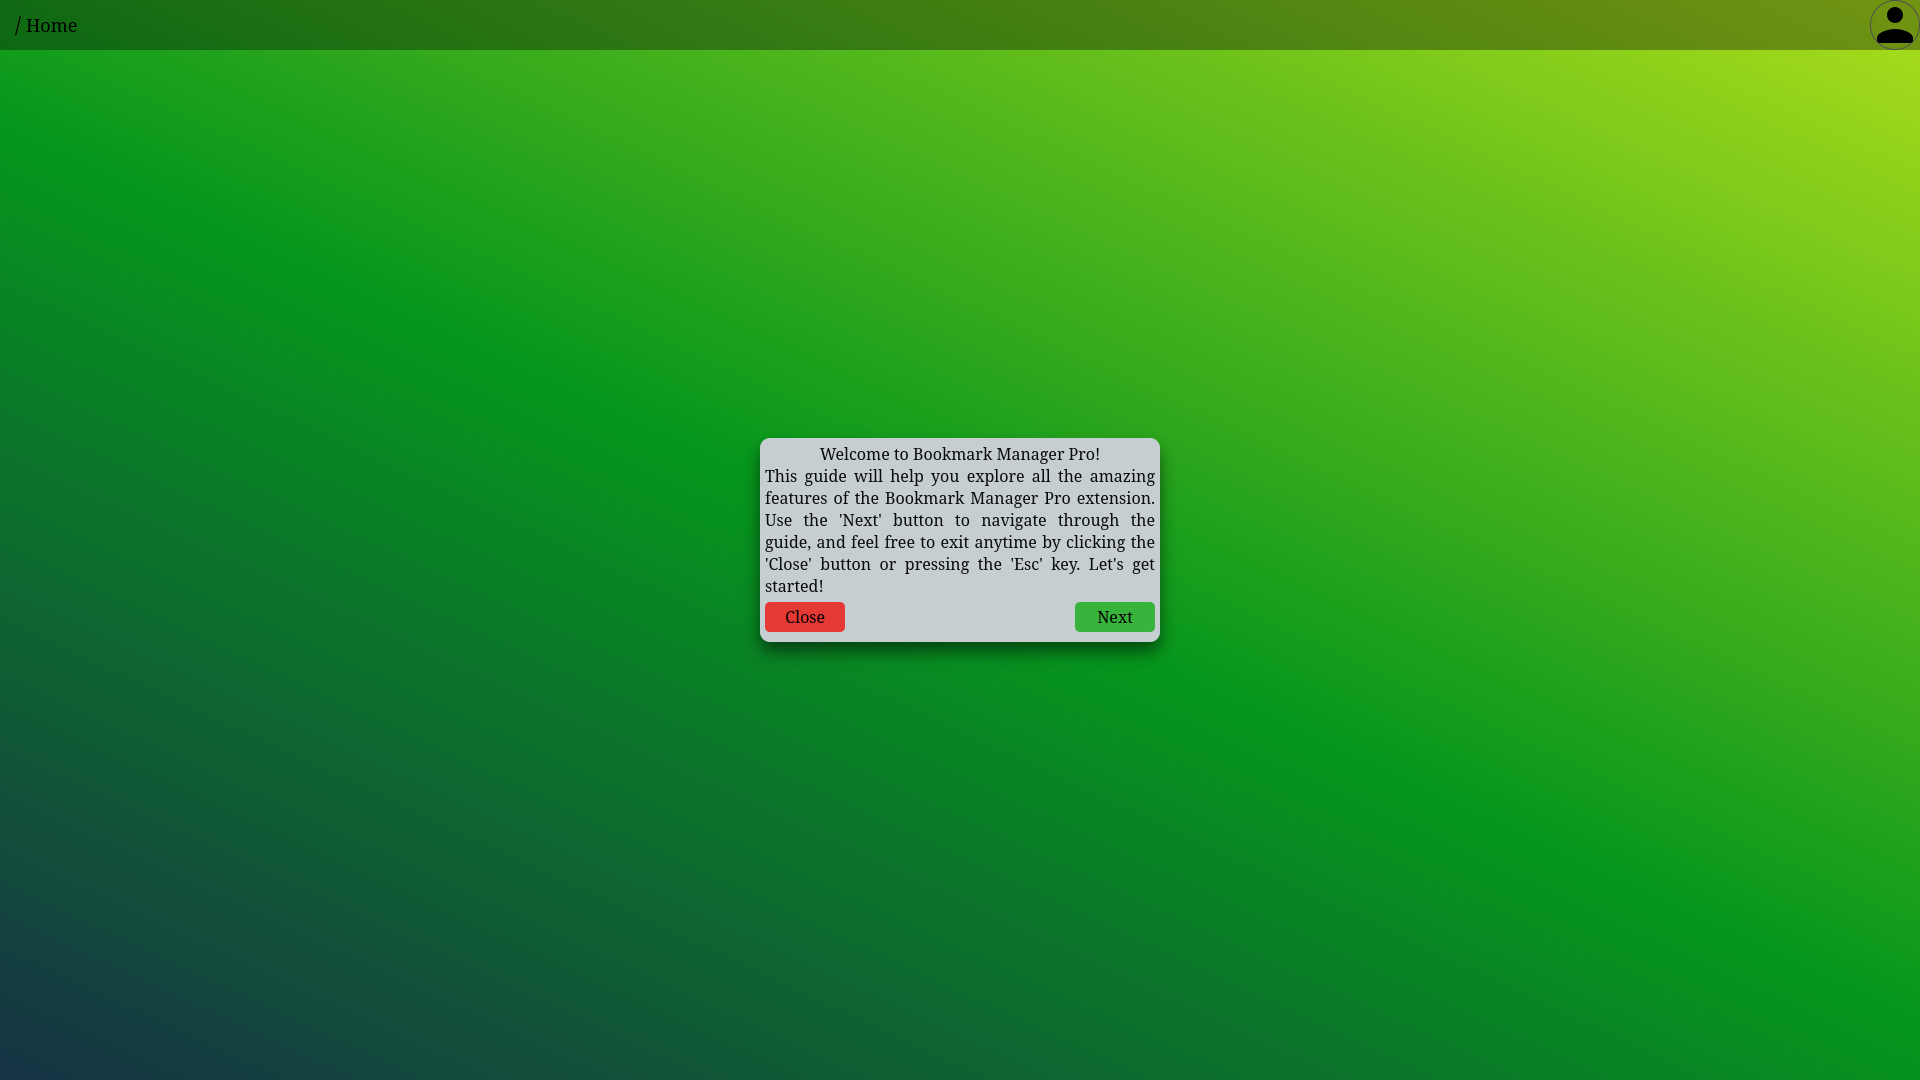 / Home
Welcome to Bookmark Manager Pro!
This guide will help you explore all the amazing
features of the Bookmark Manager Pro extension.
Use the 'Next' button to navigate through the
guide, and feel free to exit anytime by clicking the
'Close' button or pressing the 'Esc' key. Let's get
started!
Close
Next